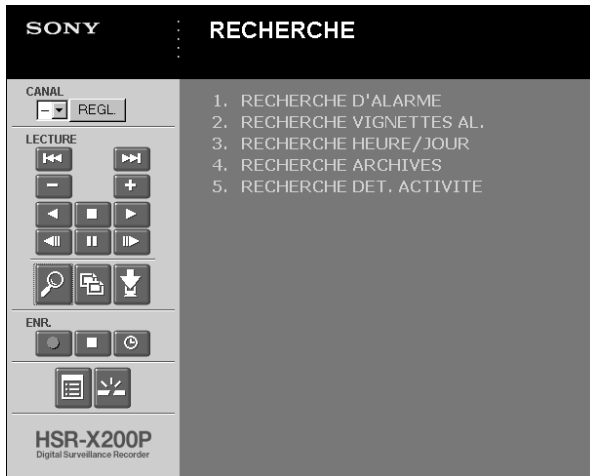 SONY
RECHERCHE
CANAL
– REGL.
LECTURE
ENR.
HSR-X200P
Digital Surveillance Recorder
1. RECHERCHE D'ALARME
2. RECHERCHE VIGNETTES AL.
3. RECHERCHE HEURE/JOUR
4. RECHERCHE ARCHIVES
5. RECHERCHE DET. ACTIVITE